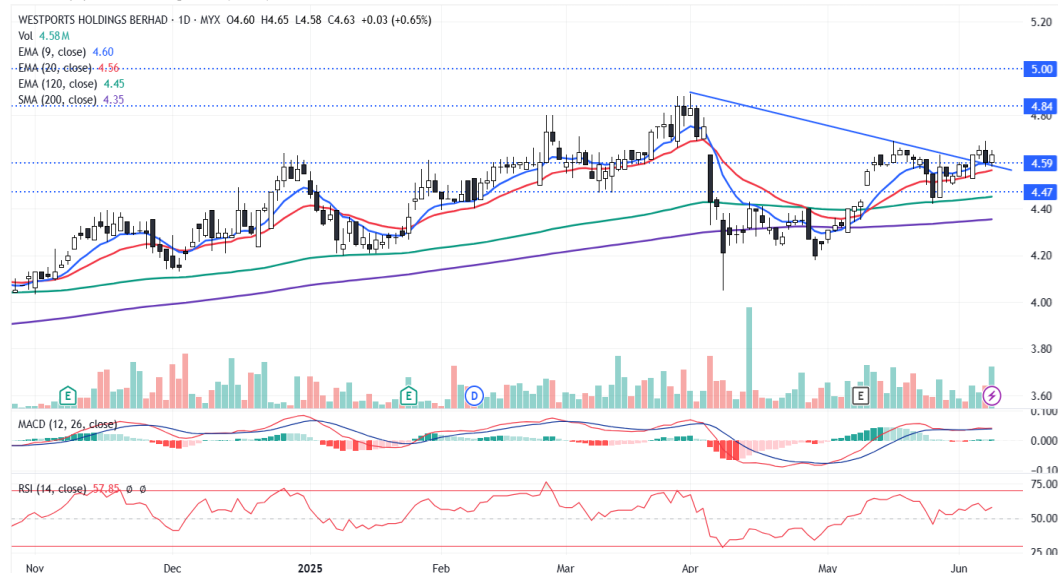 WESTPORTS HOLDINGS BERHAD · 1D · MYX O4.60 H4.65 L4.58 C4.63 +0.03 (+0.65%)
Vol 4.58M
EMA (9, close) 4.60
EMA (20, close) 4.56
EMA (120, close) 4.45
SMA (200, close) 4.35
5.20
5.00
4.84
4.80
4.59
4.47
4.40
4.20
4.00
3.80
3.60
E
E
D
E
MACD (12, 26, close)
0.100
0.000
-0.10
RSI (14, close) 57.85 ø ø
75.00
50.00
25.00
Nov Dec 2025 Feb Mar Apr May Jun